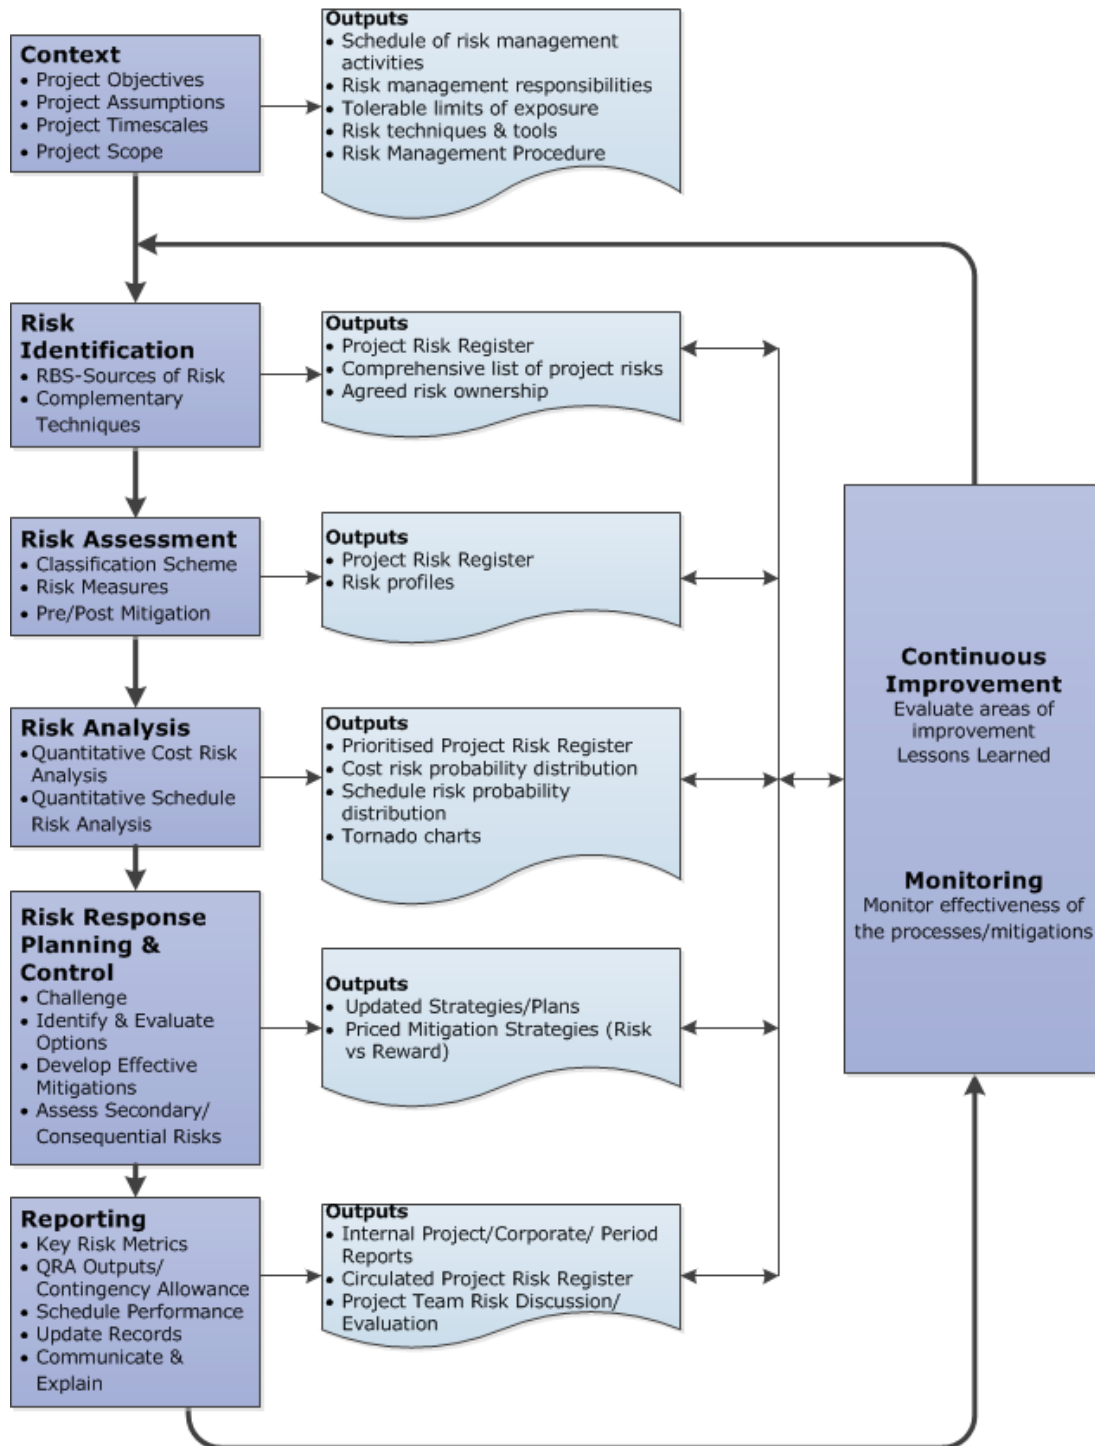 Context
• Project Objectives
• Project Assumptions
• Project Timescales
• Project Scope
Outputs
• Schedule of risk management
activities
• Risk management responsibilities
• Tolerable limits of exposure
• Risk techniques & tools
• Risk Management Procedure
Risk
Identification
• RBS-Sources of Risk
• Complementary
Techniques
Outputs
• Project Risk Register
• Comprehensive list of project risks
• Agreed risk ownership
Risk Assessment
• Classification Scheme
• Risk Measures
• Pre/Post Mitigation
Outputs
• Project Risk Register
• Risk profiles
Risk Analysis
• Quantitative Cost Risk
Analysis
• Quantitative Schedule
Risk Analysis
Outputs
• Prioritised Project Risk Register
• Cost risk probability distribution
• Schedule risk probability
distribution
• Tornado charts
Risk Response
Planning &
Control
• Challenge
• Identify & Evaluate
Options
• Develop Effective
Mitigations
• Assess Secondary/
Consequential Risks
Outputs
• Updated Strategies/Plans
• Priced Mitigation Strategies (Risk
vs Reward)
Reporting
• Key Risk Metrics
• QRA Outputs/
Contingency Allowance
• Schedule Performance
• Update Records
• Communicate &
Explain
Outputs
• Internal Project/Corporate/ Period
Reports
• Circulated Project Risk Register
• Project Team Risk Discussion/
Evaluation
Continuous
Improvement
Evaluate areas of
improvement
Lessons Learned
Monitoring
Monitor effectiveness of
the processes/mitigations